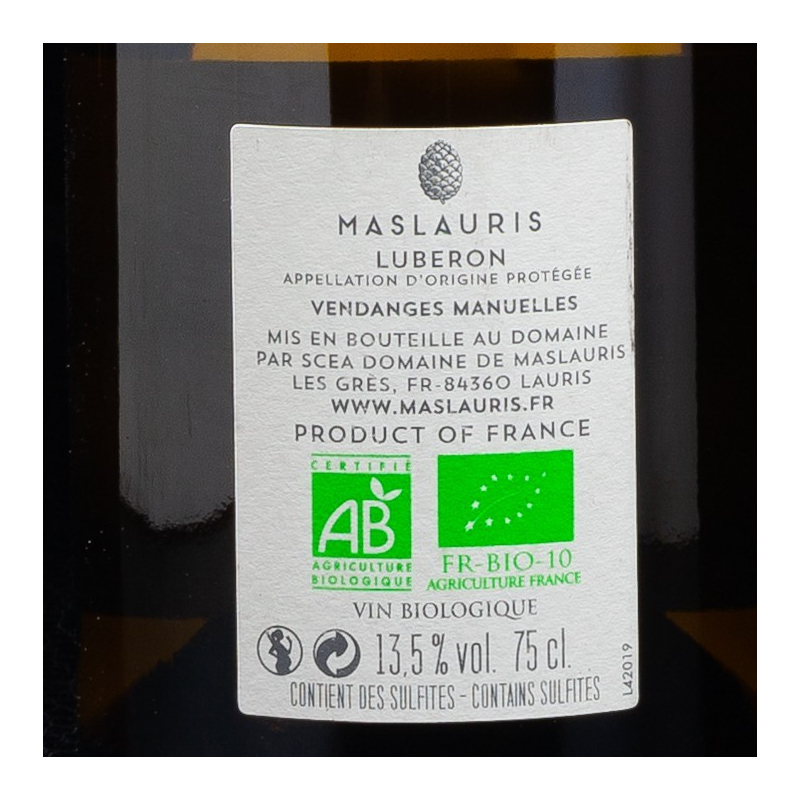 MASLAURIS
LUBERON
APPELLATION D'ORIGINE PROTÉGÉE
VENDANGES MANUELLES
MIS EN BOUTEILLE AU DOMAINE
PAR SCEA DOMAINE DE MASLAURIS
LES GRÈS, FR-84360 LAURIS
WWW.MASLAURIS.FR
PRODUCT OF FRANCE
CERTIFIÉ
AB
AGRICULTURE
BIOLOGIQUE
FR-BIO-10
AGRICULTURE FRANCE
VIN BIOLOGIQUE
13,5% vol. 75 cl.
CONTIENT DES SULFITES - CONTAINS SULFITES
L42019